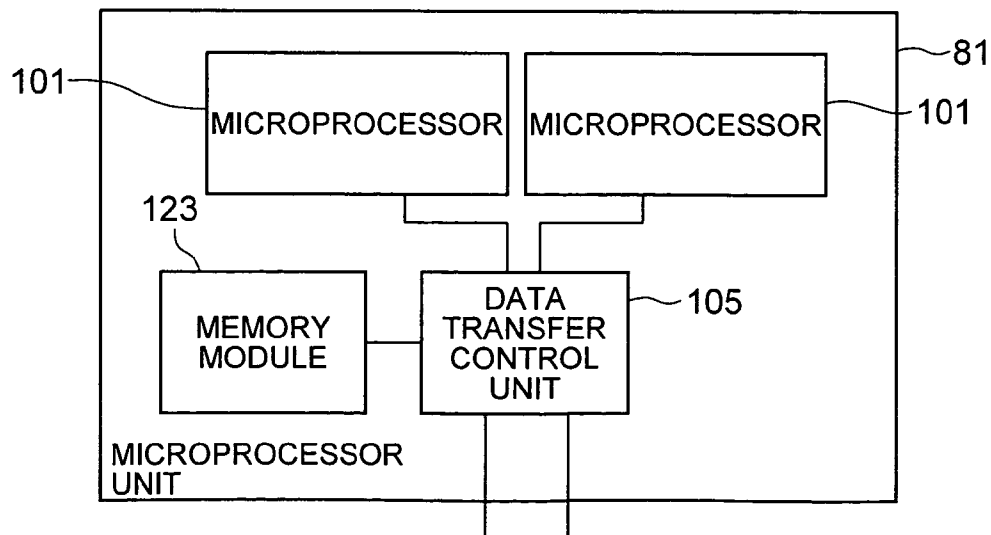 81
101
MICROPROCESSOR
MICROPROCESSOR
101
123
MEMORY
MODULE
DATA
TRANSFER
CONTROL
UNIT
105
MICROPROCESSOR
UNIT